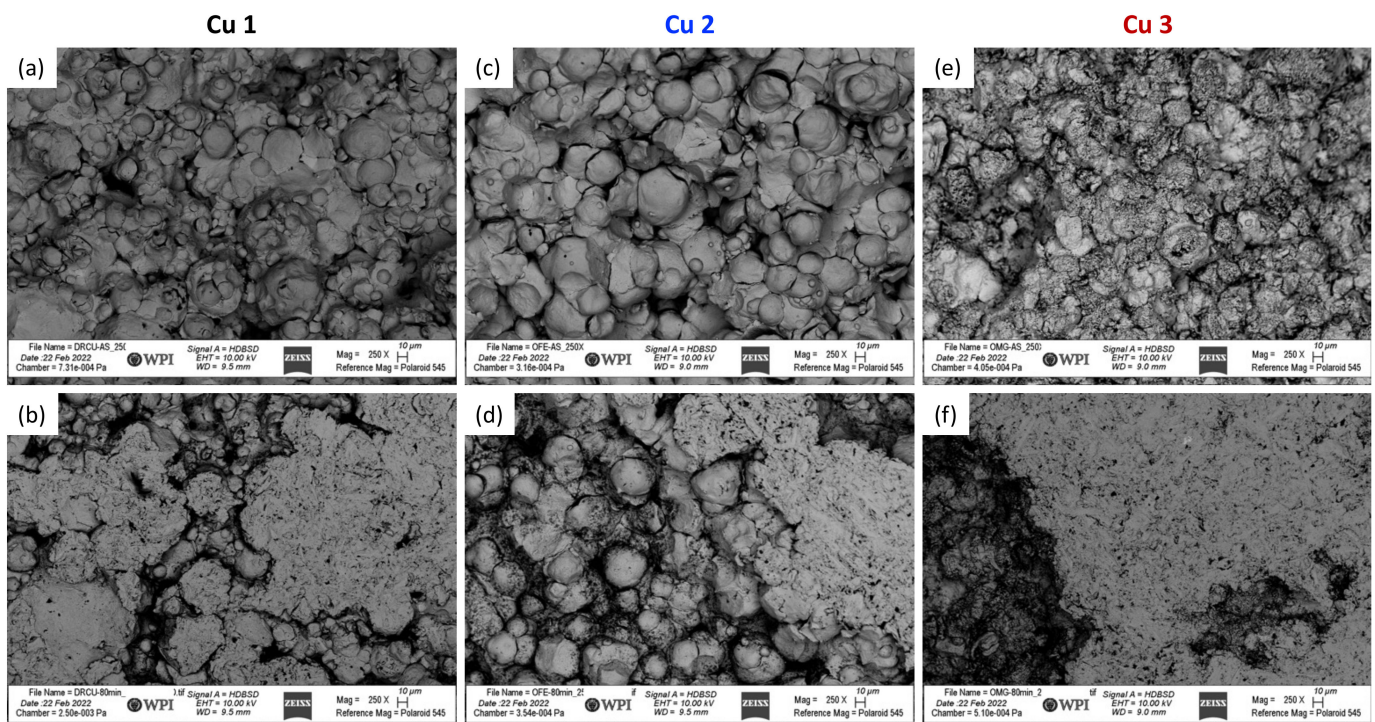 Cu 1
Cu 2
Cu 3
(a)
File Name = DRCU-AS_250
Date :22 Feb 2022
Chamber = 7.31e-004 Pa
WPI
Signal A = HDBSD
EHT = 10.00 kV
WD = 9.5 mm
ZEISS
10 µm
Mag = 250 X
Reference Mag = Polaroid 545
(c)
File Name = OFE-AS_250X
Date :22 Feb 2022
Chamber = 3.16e-004 Pa
WPI
Signal A = HDBSD
EHT = 10.00 kV
WD = 9.0 mm
ZEISS
10 µm
Mag = 250 X
Reference Mag = Polaroid 545
(e)
File Name = OMG-AS_250
Date :22 Feb 2022
Chamber = 4.05e-004 Pa
WPI
Signal A = HDBSD
EHT = 10.00 kV
WD = 9.0 mm
ZEISS
10 µm
Mag = 250 X
Reference Mag = Polaroid 545
(b)
File Name = DRCU-80min_ ).tif
Date :22 Feb 2022
Chamber = 2.50e-003 Pa
WPI
Signal A = HDBSD
EHT = 10.00 kV
WD = 9.5 mm
ZEISS
10 µm
Mag = 250 X
Reference Mag = Polaroid 545
(d)
File Name = OFE-80min_25 tif
Date :22 Feb 2022
Chamber = 3.54e-004 Pa
WPI
Signal A = HDBSD
EHT = 10.00 kV
WD = 9.5 mm
ZEISS
10 µm
Mag = 250 X
Reference Mag = Polaroid 545
(f)
File Name = OMG-80min_2 tif
Date :22 Feb 2022
Chamber = 5.10e-004 Pa
WPI
Signal A = HDBSD
EHT = 10.00 kV
WD = 9.0 mm
ZEISS
10 µm
Mag = 250 X
Reference Mag = Polaroid 545